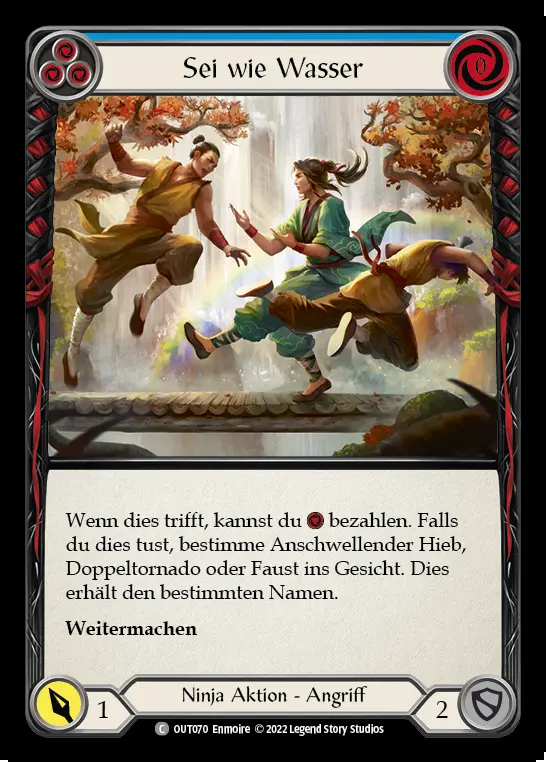 Sei wie Wasser
0
Wenn dies trifft, kannst du bezahlen. Falls
du dies tust, bestimme Anschwellender Hieb,
Doppeltornado oder Faust ins Gesicht. Dies
erhält den bestimmten Namen.
Weitermachen
1
Ninja Aktion - Angriff
2
C OUT070 Enmoire © 2022 Legend Story Studios